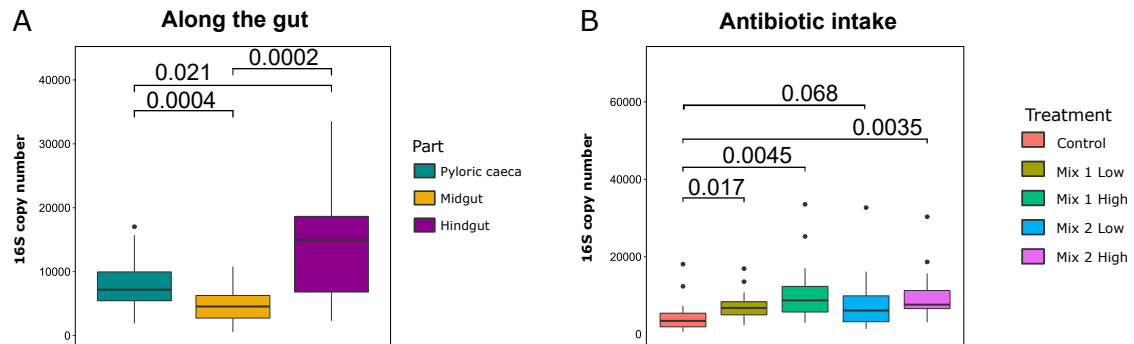 A
Along the gut
16S copy number
40000
30000
20000
10000
0
0.0002
0.021
0.0004
Part
Pyloric caeca
Midgut
Hindgut
B
Antibiotic intake
16S copy number
60000
40000
20000
0
0.068
0.0035
0.0045
0.017
Treatment
Control
Mix 1 Low
Mix 1 High
Mix 2 Low
Mix 2 High